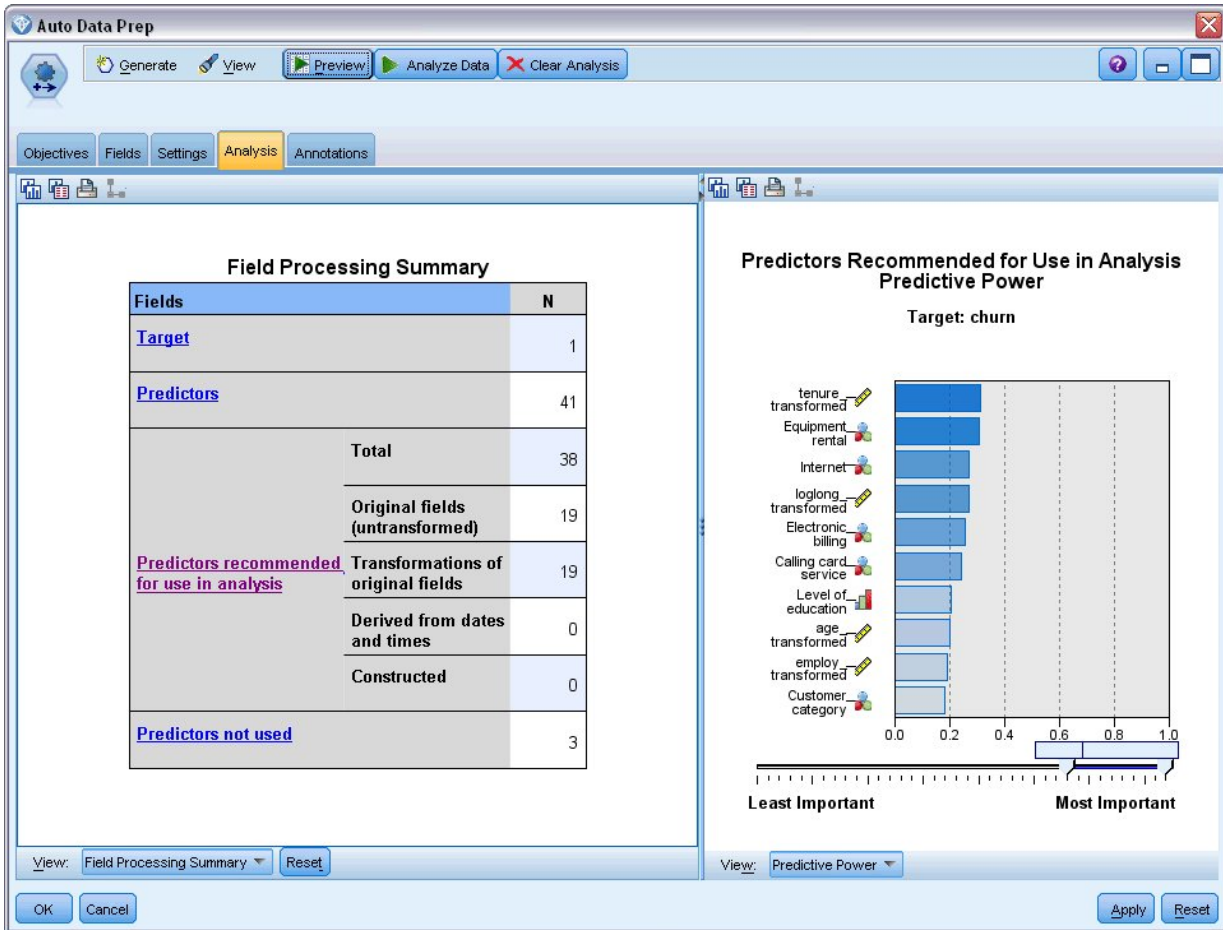 Auto Data Prep
Generate View Preview Analyze Data Clear Analysis
Objectives Fields Settings Analysis Annotations
Field Processing Summary
Fields N
Target 1
Predictors 41
Predictors recommended
for use in analysis
Total 38
Original fields
(untransformed) 19
Transformations of
original fields 19
Derived from dates
and times 0
Constructed 0
Predictors not used 3
View: Field Processing Summary Reset
Predictors Recommended for Use in Analysis
Predictive Power
Target: churn
tenure_
transformed
Equipment
rental
Internet
loglong_
transformed
Electronic
billing
Calling card
service
Level of
education
age_
transformed
employ_
transformed
Customer
category
0.0 0.2 0.4 0.6 0.8 1.0
Least Important Most Important
View: Predictive Power
OK Cancel Apply Reset